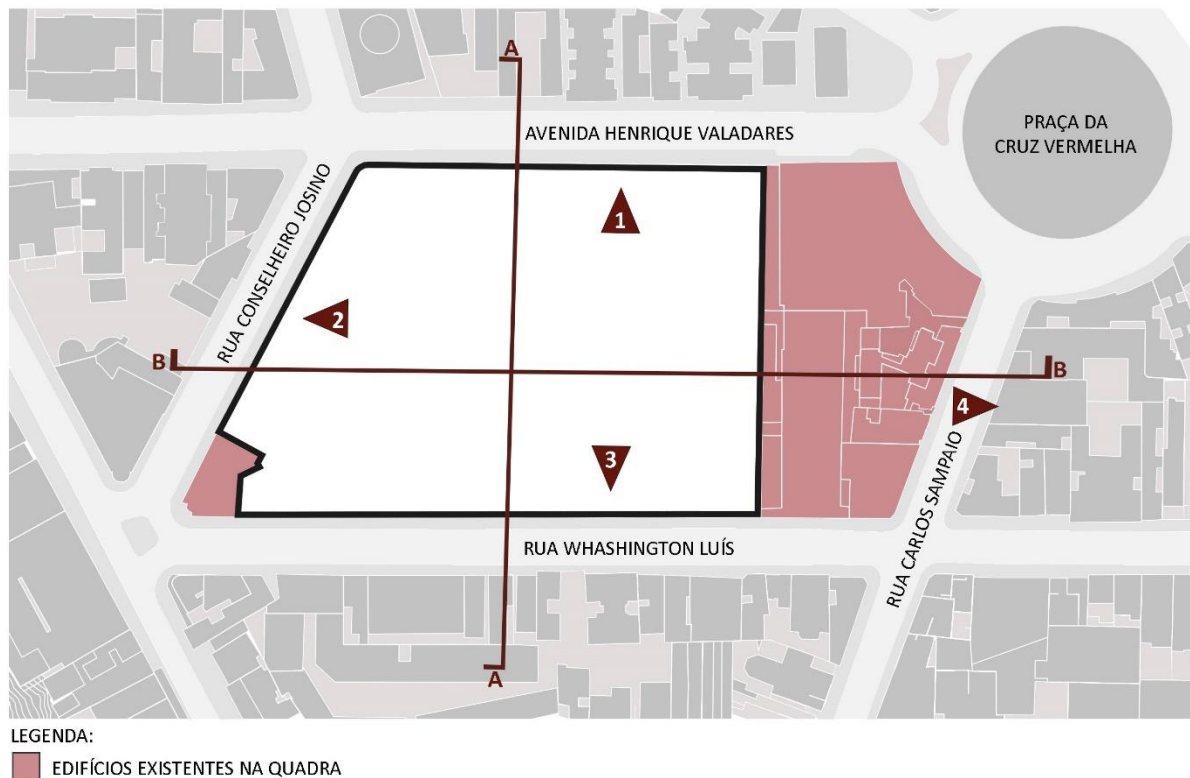 A
AVENIDA HENRIQUE VALADARES
PRAÇA DA
CRUZ VERMELHA
RUA CONSELHEIRO JOSINO
1
2
B
B
4
3
RUA WHASHINGTON LUÍS
RUA CARLOS SAMPAIO
A
LEGENDA:
EDIFÍCIOS EXISTENTES NA QUADRA